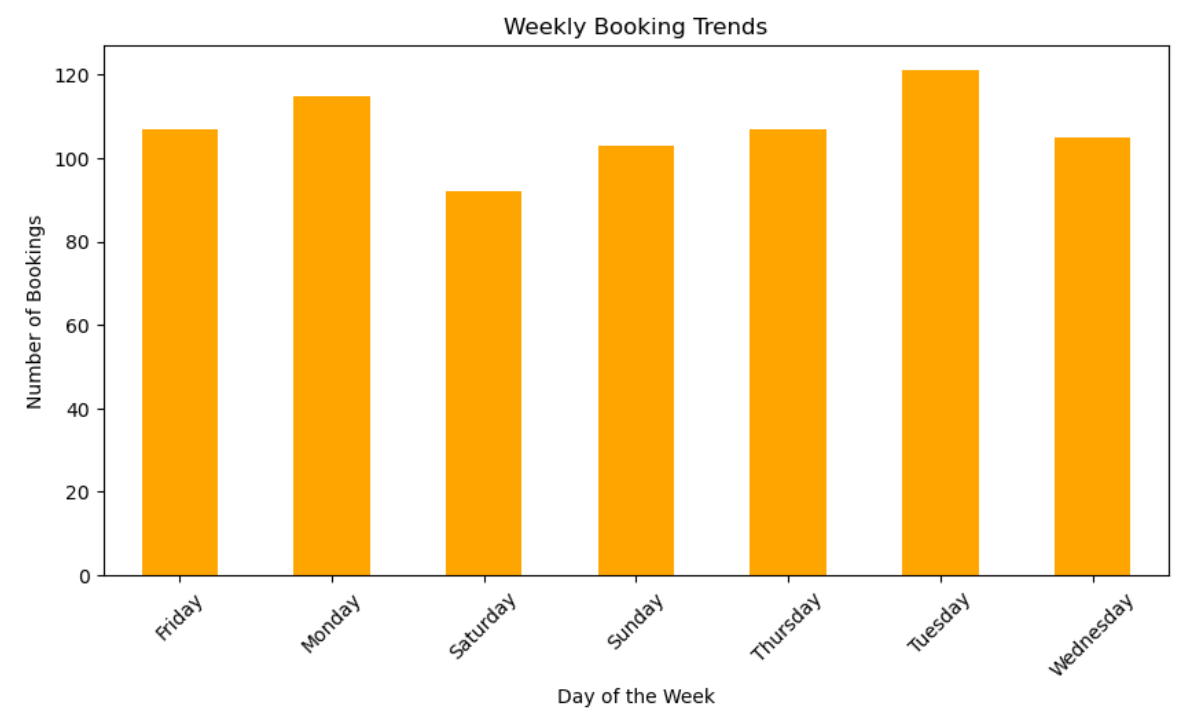 Weekly Booking Trends
Number of Bookings
120
100
80
60
40
20
0
Friday
Monday
Saturday
Sunday
Thursday
Tuesday
Wednesday
Day of the Week